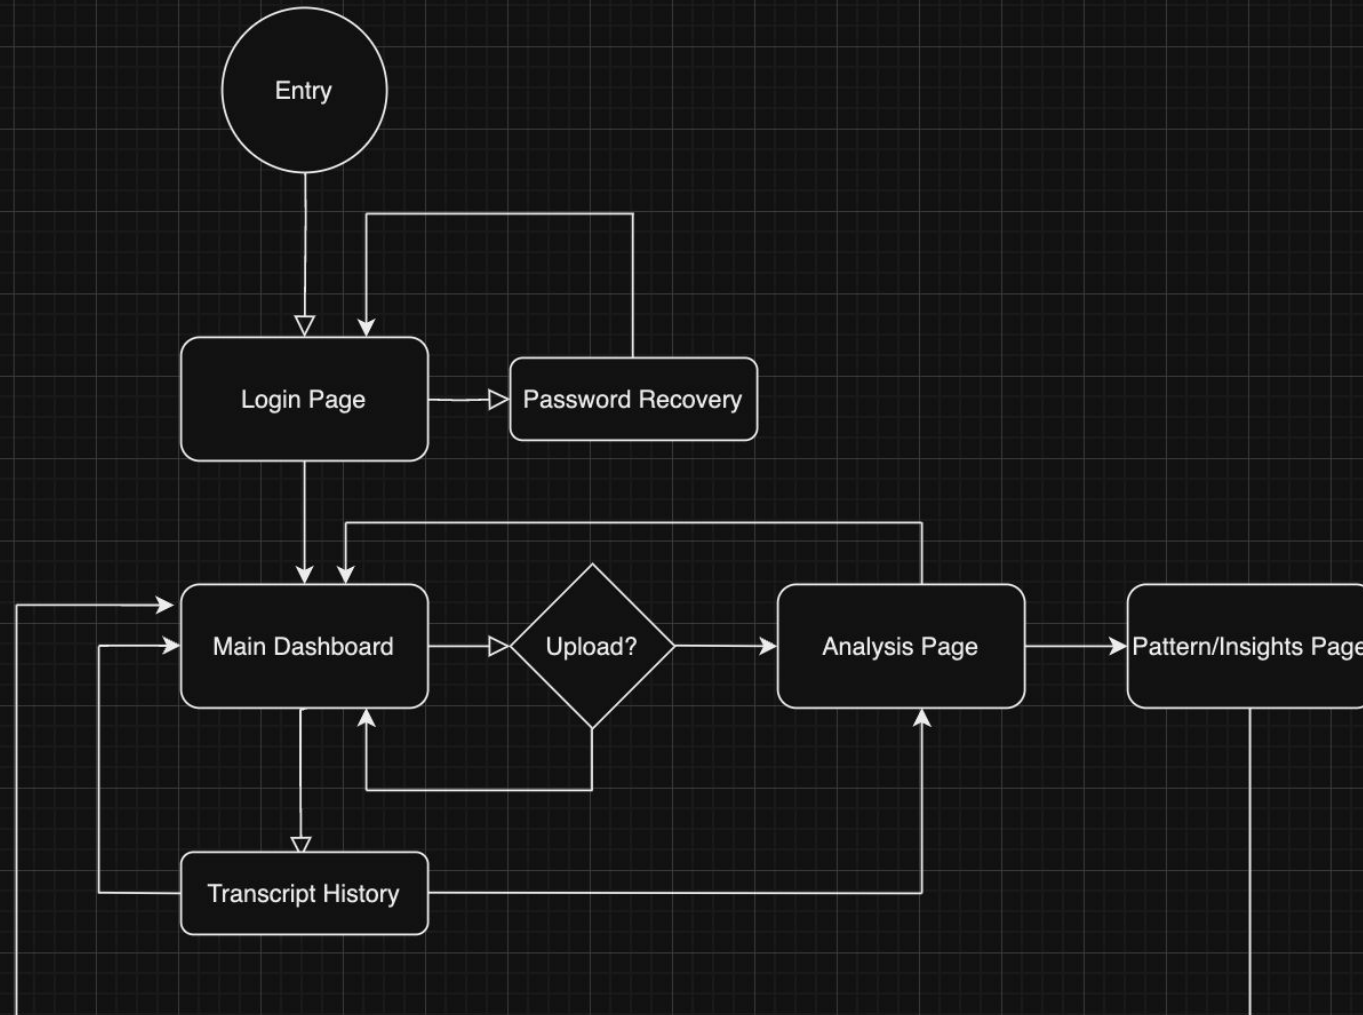 Entry
Login Page
Password Recovery
Main Dashboard
Upload?
Analysis Page
Pattern/Insights Page
Transcript History